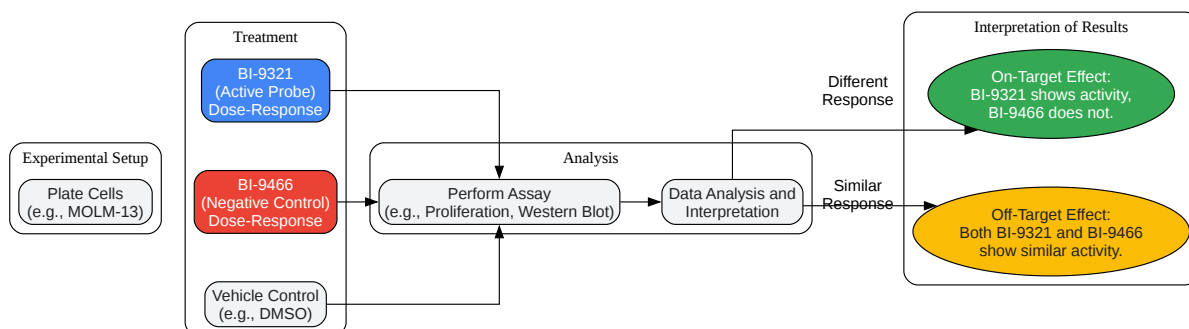 Experimental Setup
Plate Cells
(e.g., MOLM-13)
Treatment
BI-9321
(Active Probe)
Dose-Response
BI-9466
(Negative Control)
Dose-Response
Vehicle Control
(e.g., DMSO)
Analysis
Perform Assay
(e.g., Proliferation, Western Blot)
Data Analysis and
Interpretation
Different
Response
Similar
Response
Interpretation of Results
On-Target Effect:
BI-9321 shows activity,
BI-9466 does not.
Off-Target Effect:
Both BI-9321 and BI-9466
show similar activity.